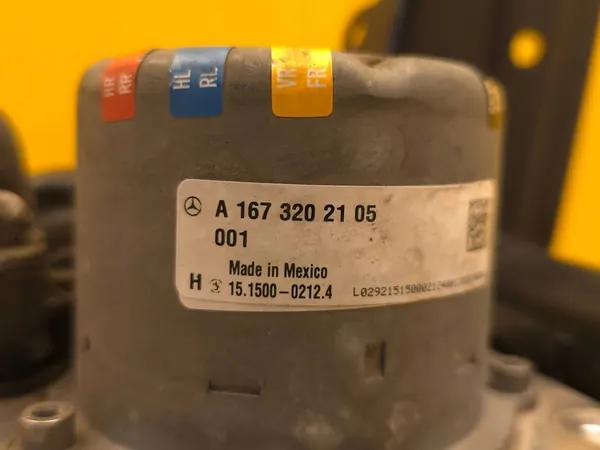 HR
RR
HL
RL
VR
FR
A 167 320 21 05
001
Made in Mexico
H 15.1500-0212.4